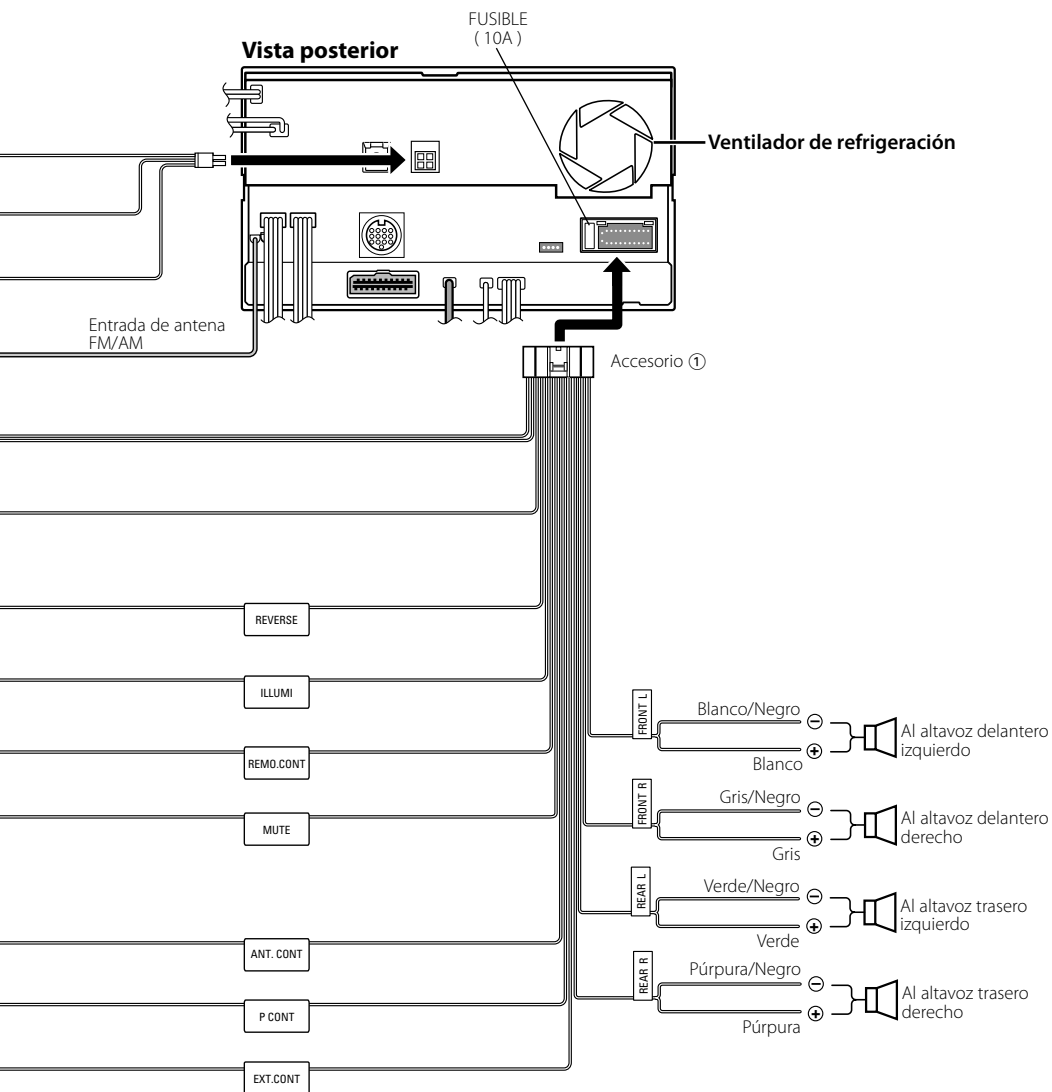 FUSIBLE
( 10A )
Vista posterior
Ventilador de refrigeración
Entrada de antena
FM/AM
Accesorio ①
REVERSE
ILLUMI
REMO.CONT
MUTE
ANT. CONT
P CONT
EXT.CONT
FRONT L
Blanco/Negro
⊖
⊕
Blanco
Al altavoz delantero
izquierdo
FRONT R
Gris/Negro
⊖
⊕
Gris
Al altavoz delantero
derecho
REAR L
Verde/Negro
⊖
⊕
Verde
Al altavoz trasero
izquierdo
REAR R
Púrpura/Negro
⊖
⊕
Púrpura
Al altavoz trasero
derecho